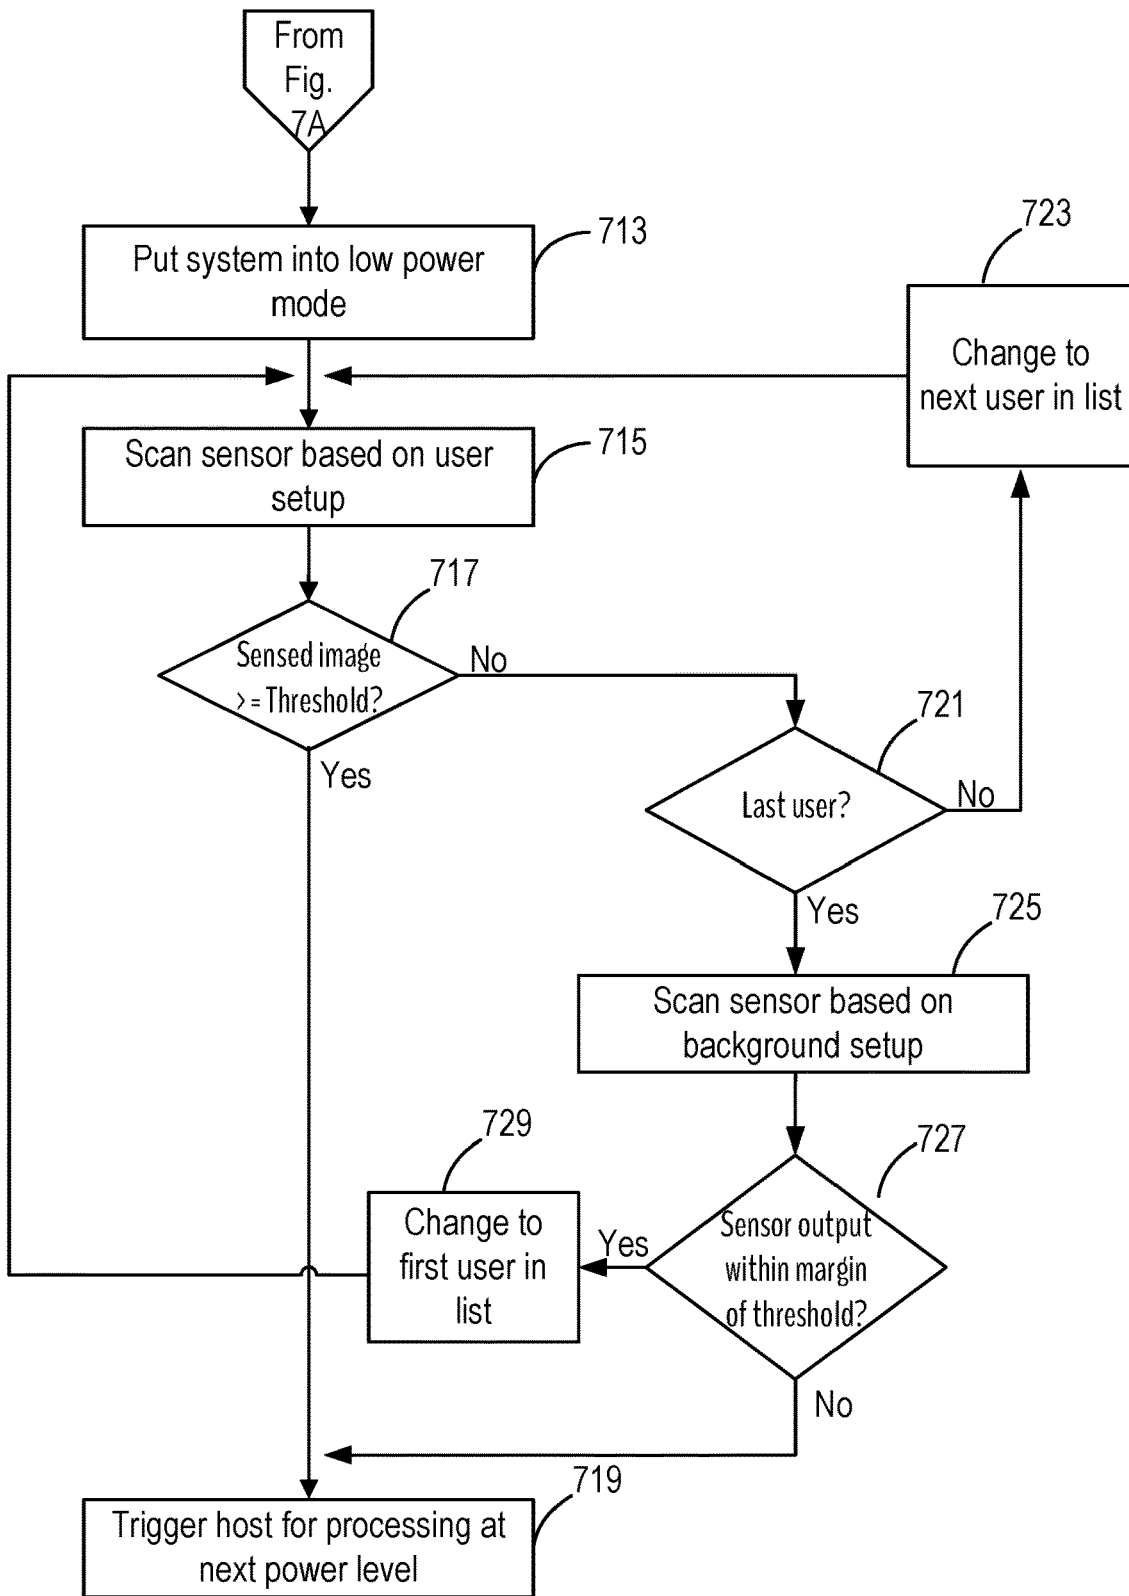 From
Fig.
7A
713
Put system into low power
mode
723
Change to
next user in list
715
Scan sensor based on user
setup
717
Sensed image
>= Threshold?
No
Yes
721
Last user?
No
Yes
725
Scan sensor based on
background setup
729
727
Change to
first user in
list
Yes
Sensor output
within margin
of threshold?
No
719
Trigger host for processing at
next power level